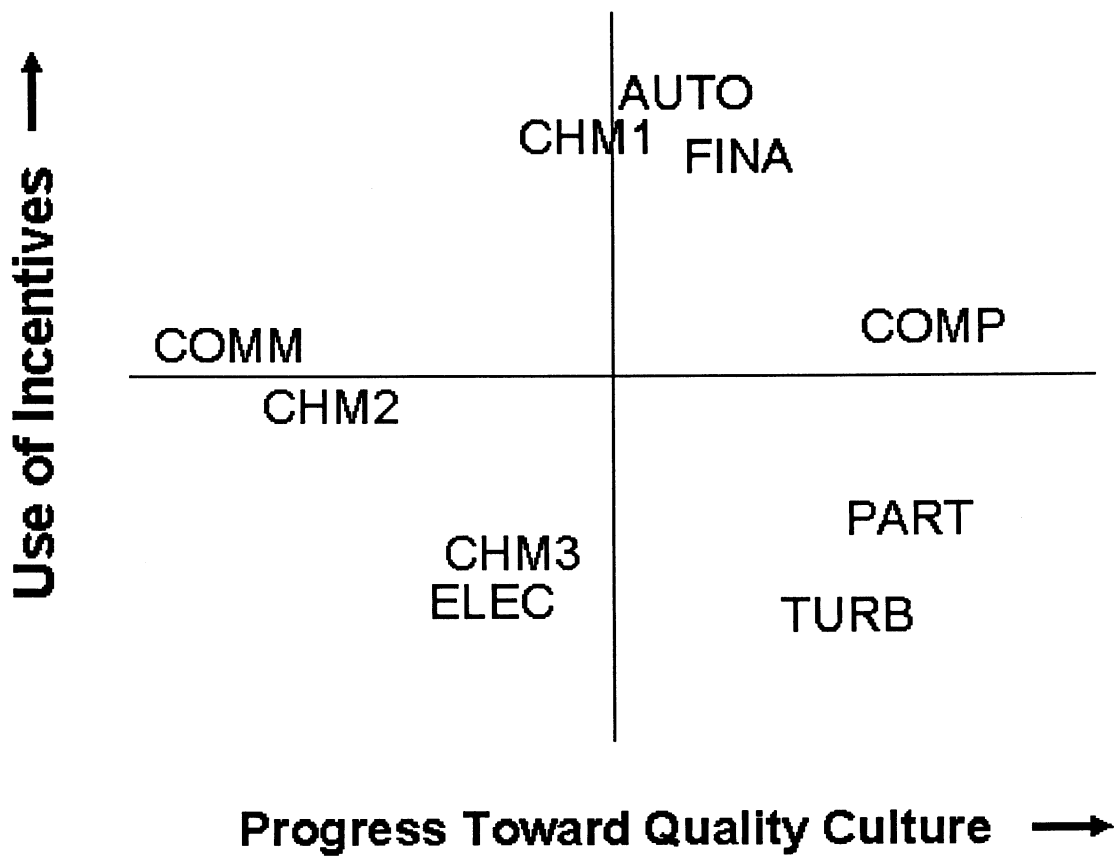 AUTO
CHM1
FINA
COMM
COMP
CHM2
PART
CHM3
ELEC
TURB
Use of Incentives
Progress Toward Quality Culture